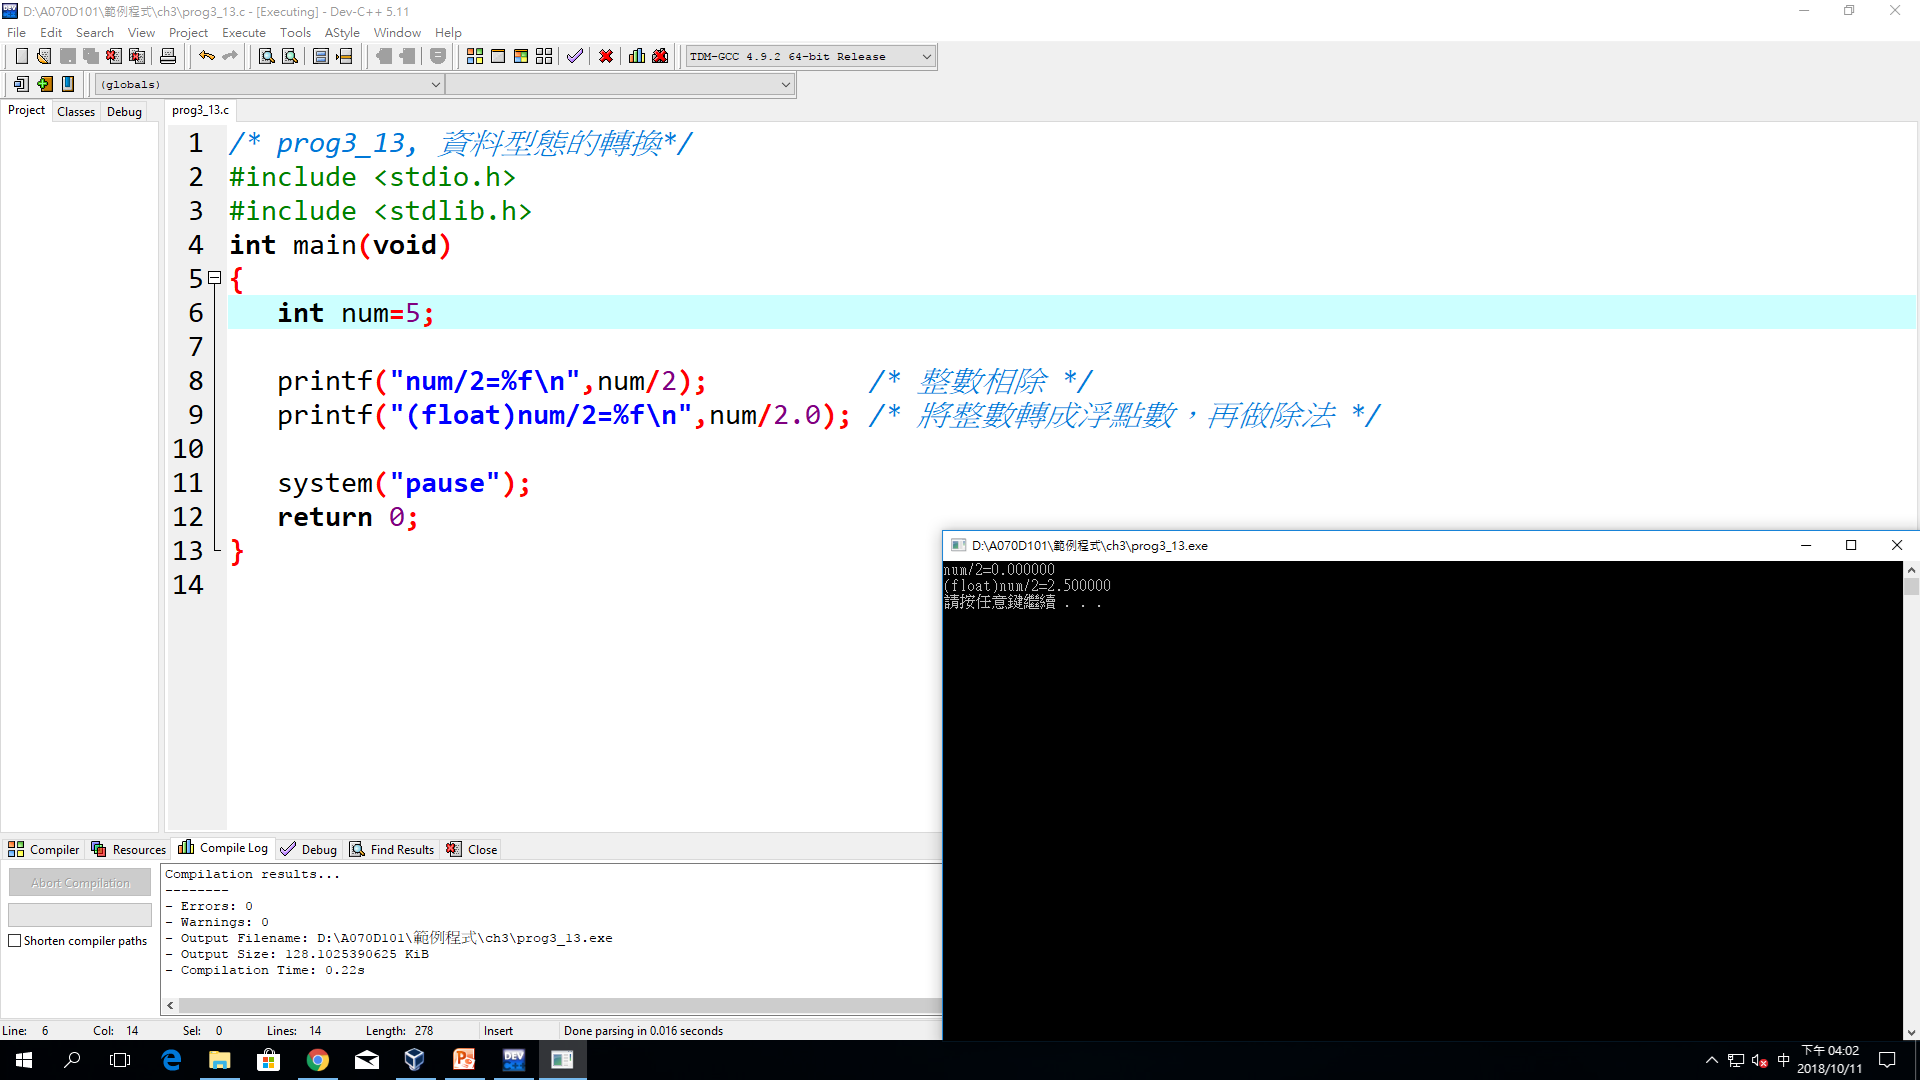 D:\A070D101\範例程式\ch3\prog3_13.c - [Executing] - Dev-C++ 5.11
File Edit Search View Project Execute Tools AStyle Window Help
TDM-GCC 4.9.2 64-bit Release
(globals)
Project Classes Debug prog3_13.c
1 /* prog3_13, 資料型態的轉換*/
2 #include <stdio.h>
3 #include <stdlib.h>
4 int main(void)
5 {
6 int num=5;
7
8 printf("num/2=%f\n",num/2); /* 整數相除 */
9 printf("(float)num/2=%f\n",num/2.0); /* 將整數轉成浮點數，再做除法 */
10
11 system("pause");
12 return 0;
13 }
14
D:\A070D101\範例程式\ch3\prog3_13.exe
num/2=0.000000
(float)num/2=2.500000
請按任意鍵繼續 . . .
Compiler Resources Compile Log Debug Find Results Close
Abort Compilation
Shorten compiler paths
Compilation results...
--------
- Errors: 0
- Warnings: 0
- Output Filename: D:\A070D101\範例程式\ch3\prog3_13.exe
- Output Size: 128.1025390625 KiB
- Compilation Time: 0.22s
Line: 6 Col: 14 Sel: 0 Lines: 14 Length: 278 Insert Done parsing in 0.016 seconds
DEV C++
中
下午 04:02
2018/10/11